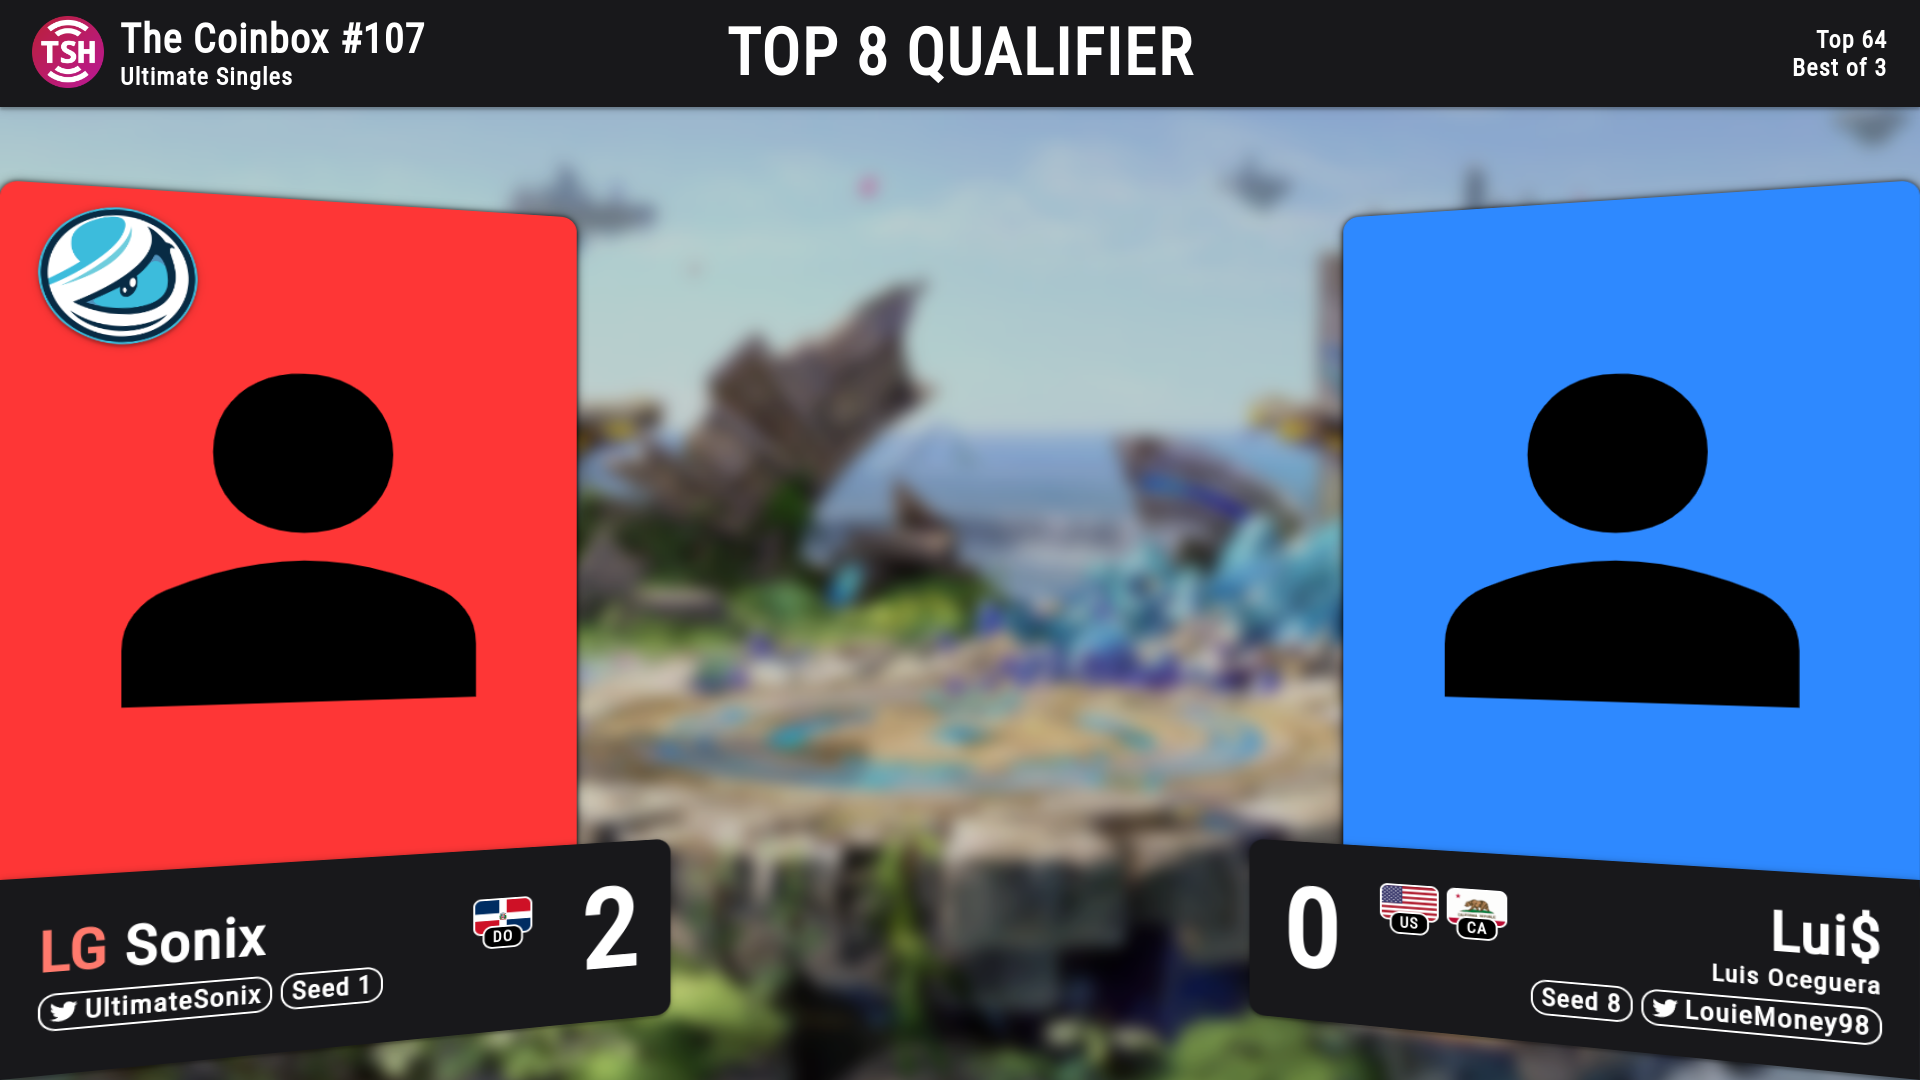 TSH
The Coinbox #107
Ultimate Singles
TOP 8 QUALIFIER
Top 64
Best of 3
LG Sonix
UltimateSonix
Seed 1
DO
2
0
US
CA
Lui$
Luis Oceguera
Seed 8
LouieMoney98